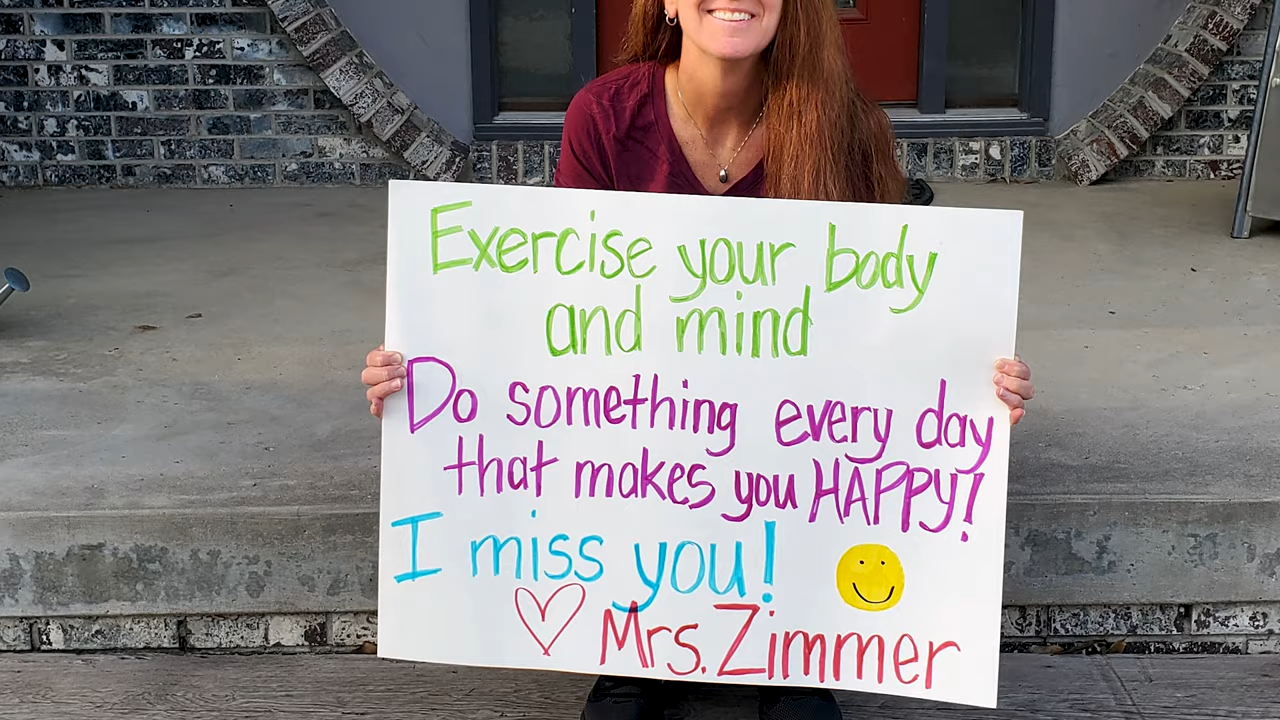 Exercise your body
and mind
Do something every day
that makes you HAPPY!
I miss you!
Mrs. Zimmer